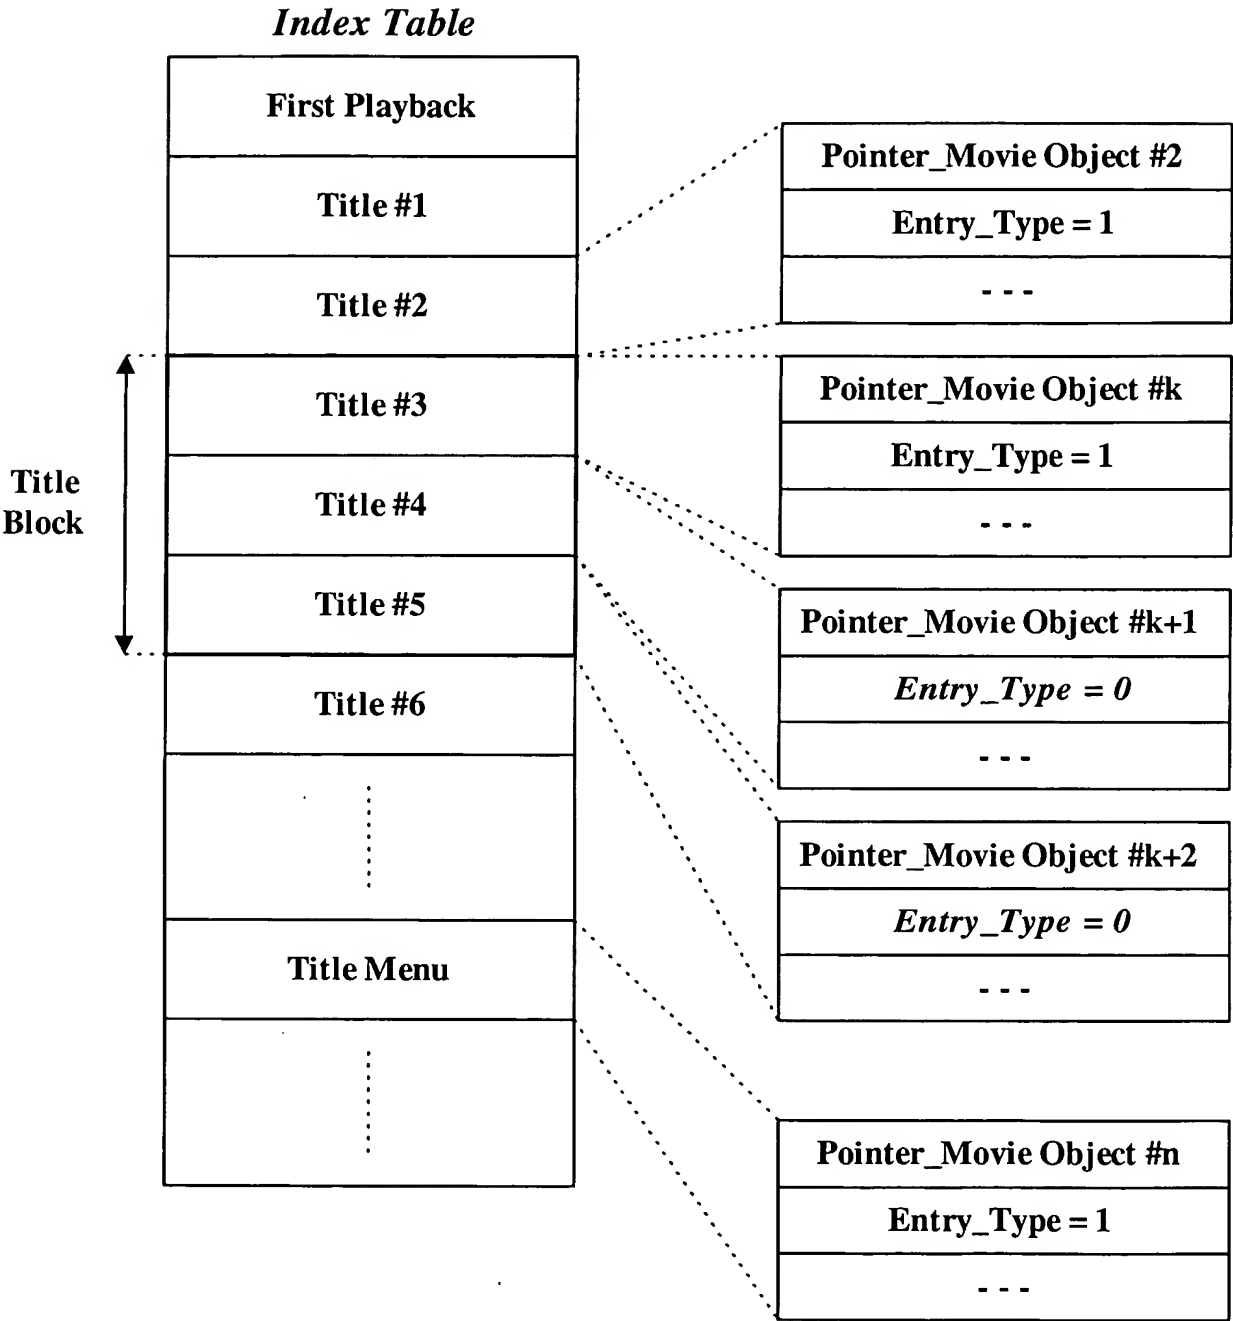 Index Table
First Playback
Title #1
Title #2
Title #3
Title #4
Title #5
Title #6
Title Menu
Title
Block
Pointer_Movie Object #2
Entry_Type = 1
- - -
Pointer_Movie Object #k
Entry_Type = 1
- - -
Pointer_Movie Object #k+1
Entry_Type = 0
- - -
Pointer_Movie Object #k+2
Entry_Type = 0
- - -
Pointer_Movie Object #n
Entry_Type = 1
- - -